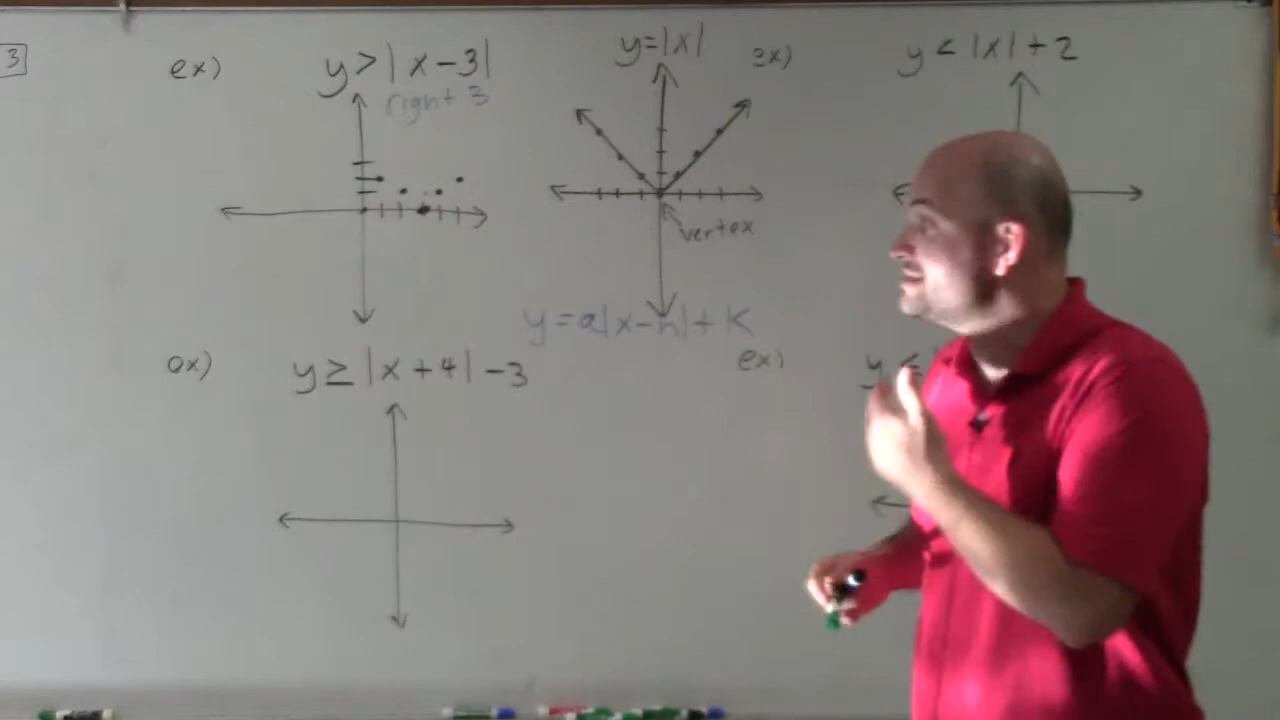 3
ex) y > |x-3|
right 3
y=|x|
vertex
y = a|x-h| + k
ex) y < |x| + 2
ex) y ≥ |x + 4| - 3
ex) y ≤